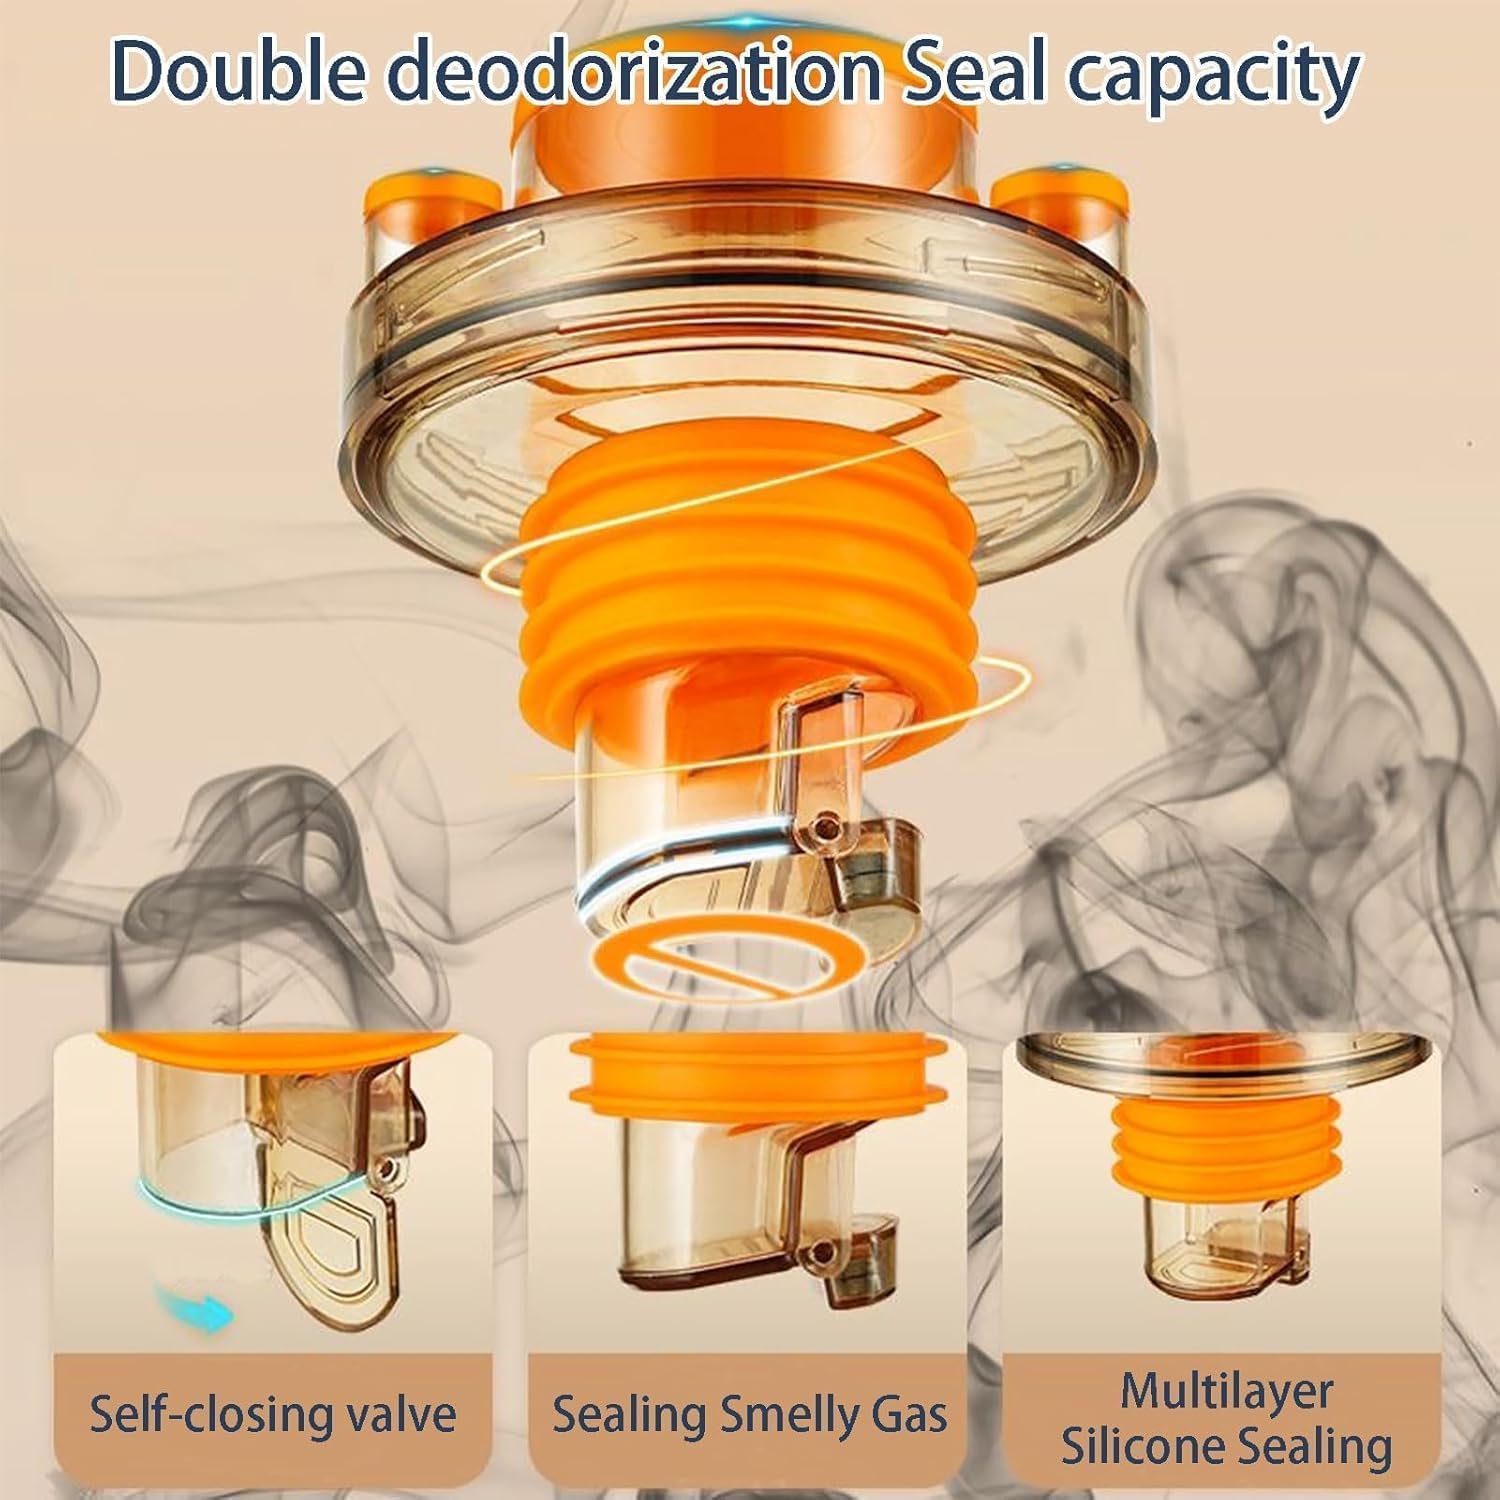 Double deodorization Seal capacity
Self-closing valve
Sealing Smelly Gas
Multilayer
Silicone Sealing